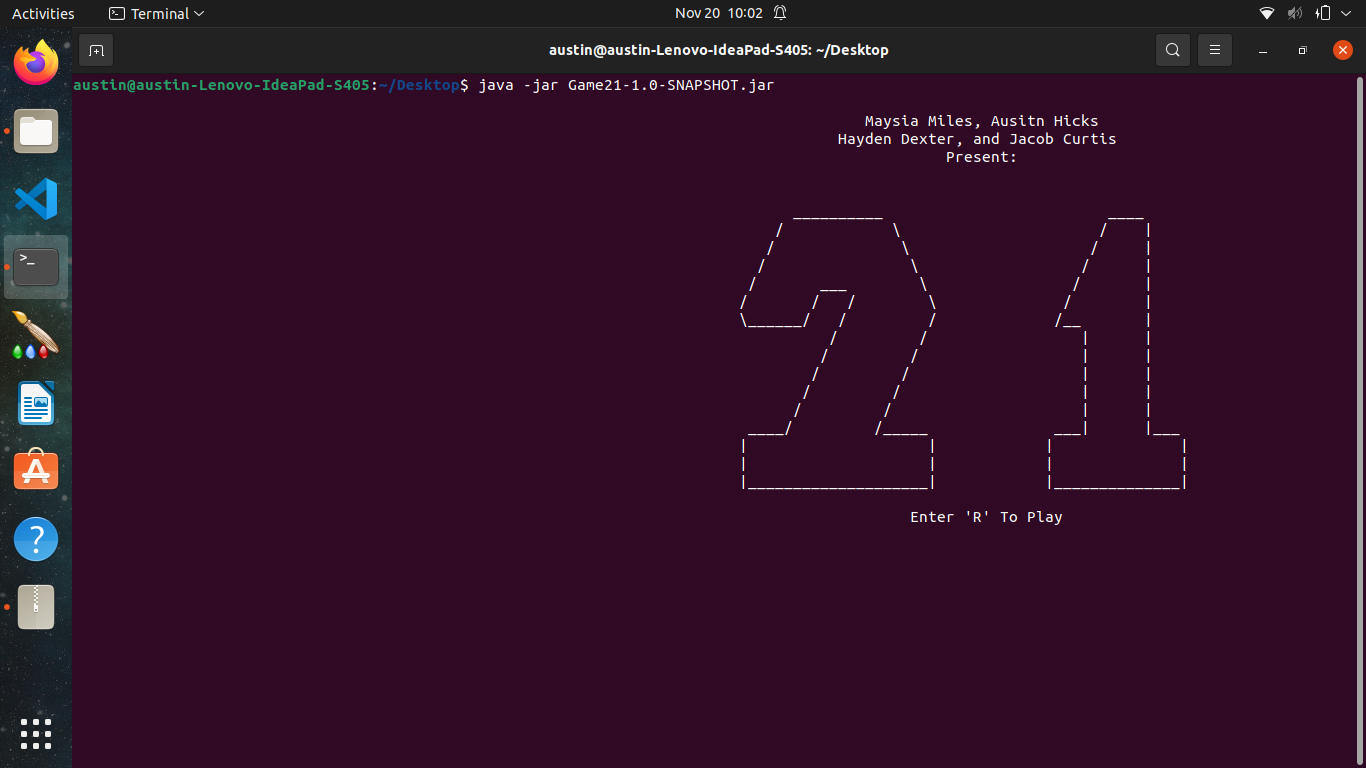 Activities
Terminal
Nov 20 10:02
austin@austin-Lenovo-IdeaPad-S405: ~/Desktop
austin@austin-Lenovo-IdeaPad-S405:~/Desktop$ java -jar Game21-1.0-SNAPSHOT.jar
Maysia Miles, Ausitn Hicks
Hayden Dexter, and Jacob Curtis
Present:
21
Enter 'R' To Play